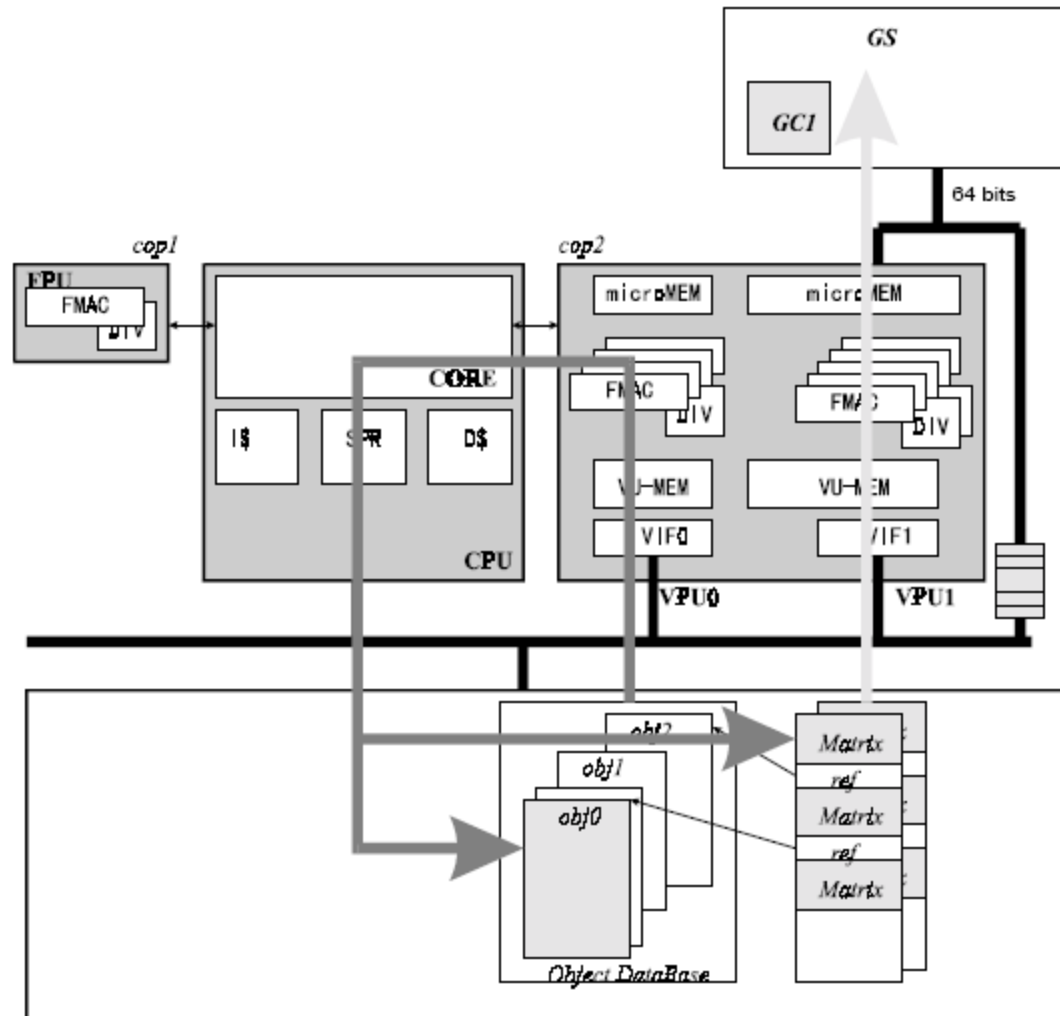 GS
GC1
64 bits
cop1
cop2
FPU
FMAC
DIV
CORE
I$
SPR
D$
CPU
microMEM
microMEM
FMAC
DIV
FMAC
DIV
VU-MEM
VU-MEM
VIF0
VIF1
VPU0
VPU1
obj2
obj1
obj0
Object DataBase
Matrix
ref
Matrix
ref
Matrix